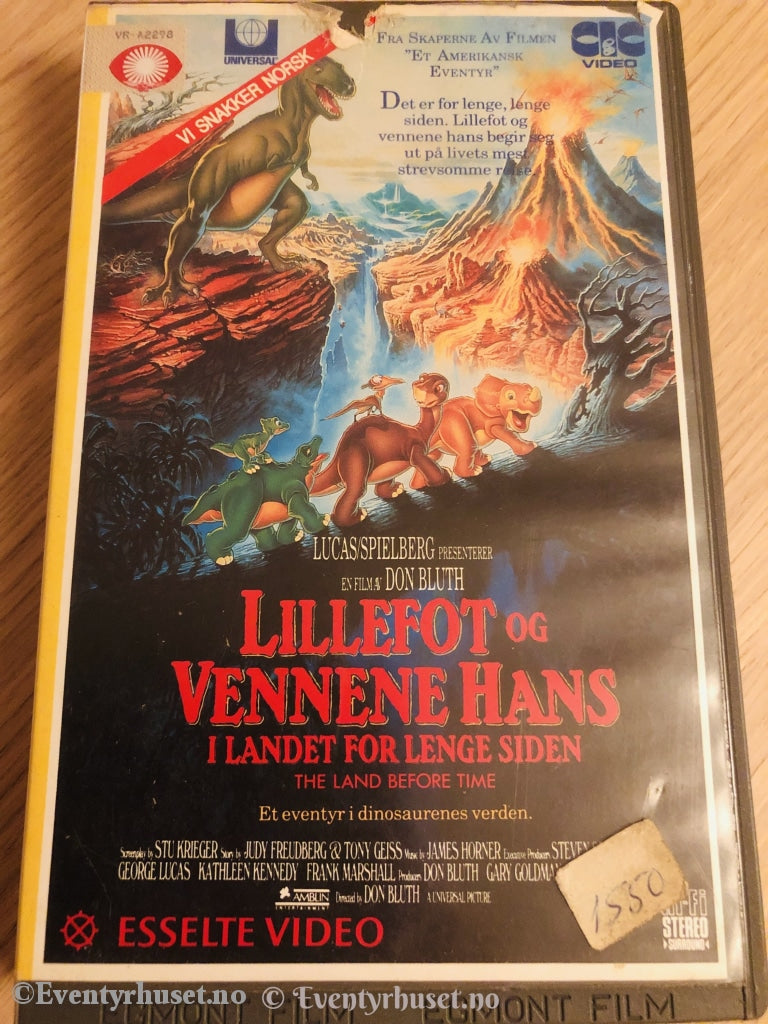 VR-A2298
UNIVERSAL
VI SNAKKER NORSK
FRA SKAPERNE AV FILMEN
"ET AMERIKANSK
EVENTYR"
CIC
VIDEO
Det er for lenge, lenge
siden. Lillefot og
vennene hans begir seg
ut på livets mest
strevsomme reise.
LUCAS/SPIELBERG PRESENTERER
EN FILM AV DON BLUTH
LILLEFOT OG
VENNENE HANS
I LANDET FOR LENGE SIDEN
THE LAND BEFORE TIME
Et eventyr i dinosaurenes verden.
Screenplay by STU KRIEGER Story by JUDY FREUDBERG & TONY GEISS Music by JAMES HORNER Executive Producers STEVEN
GEORGE LUCAS KATHLEEN KENNEDY FRANK MARSHALL Producers DON BLUTH GARY GOLDMAN
AMBLIN
ENTERTAINMENT
Directed by DON BLUTH A UNIVERSAL PICTURE
1550
Hi-Fi
STEREO
SURROUND
ESSELTE VIDEO
©Eventyrhuset.no © Eventyrhuset.no
EGMONT FILM EGMONT FILM